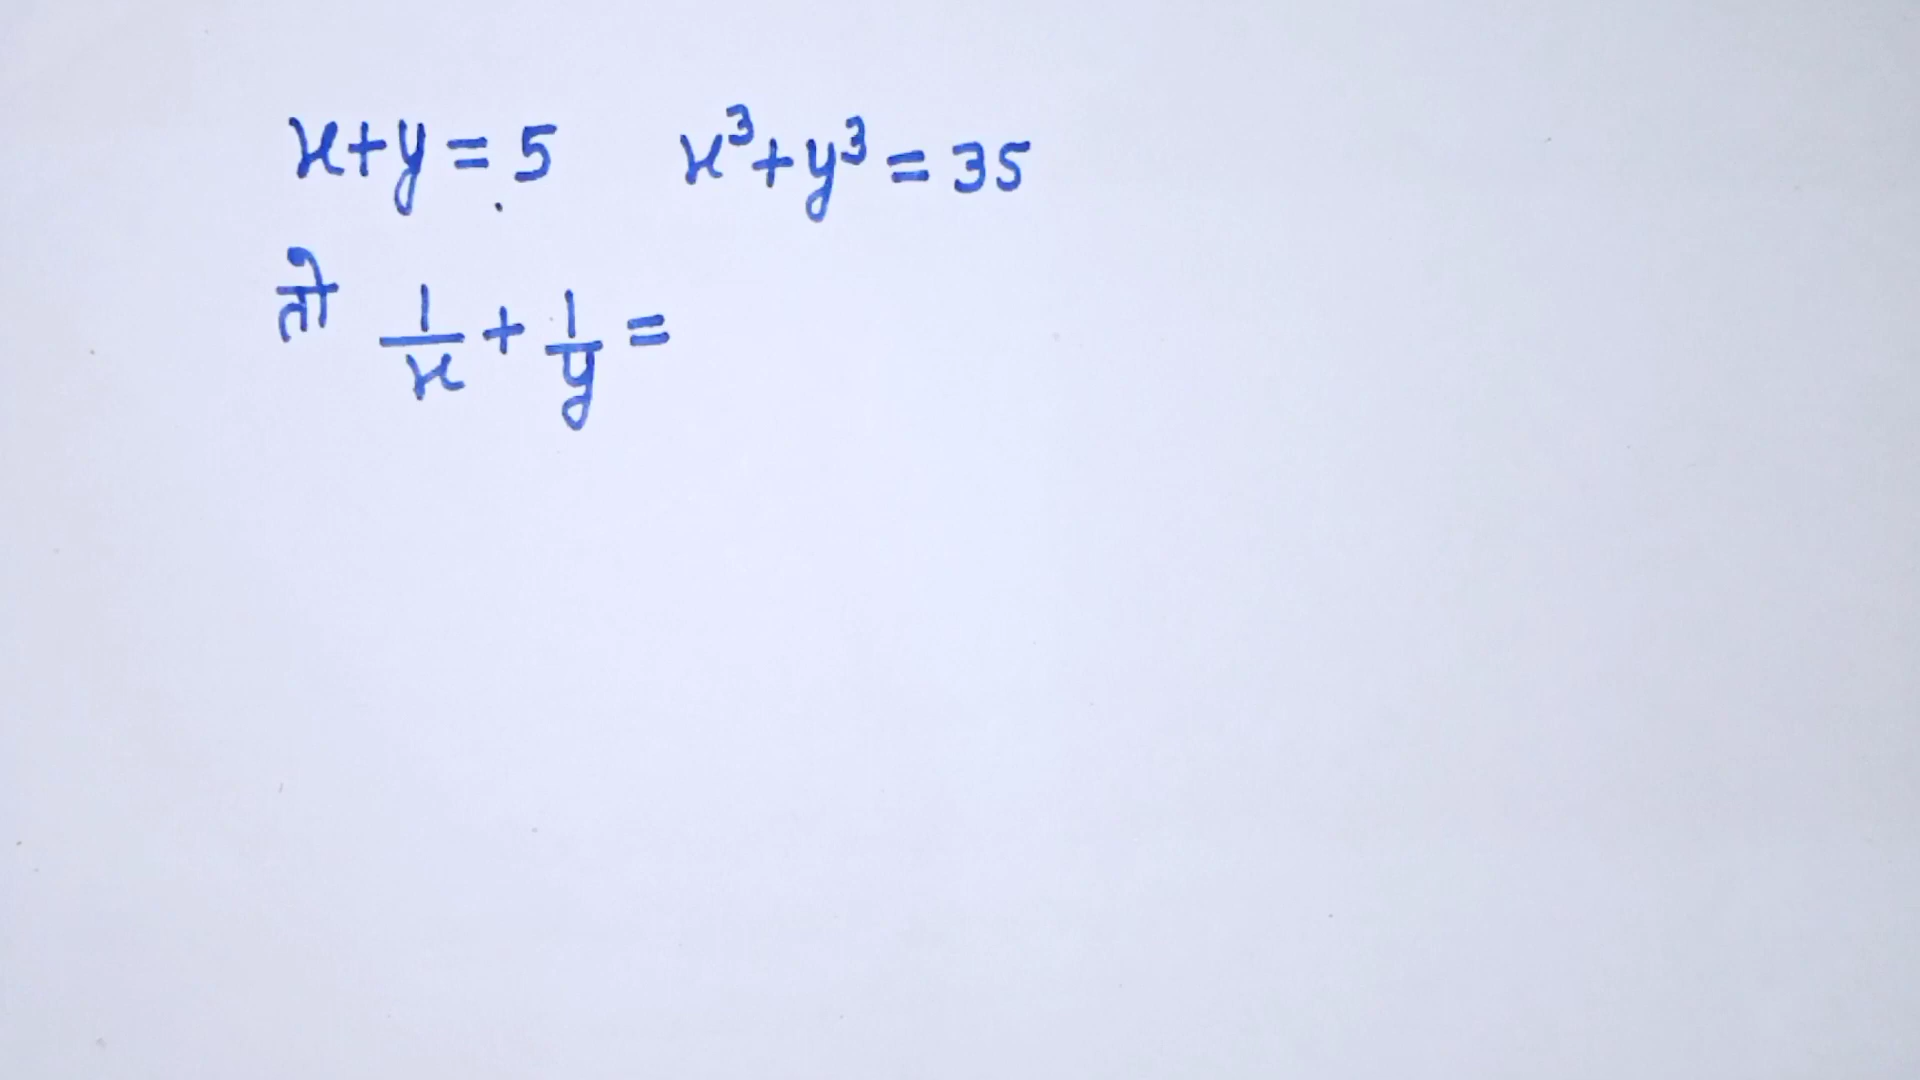 x+y=5 x³+y³=35
तो 1/x + 1/y =